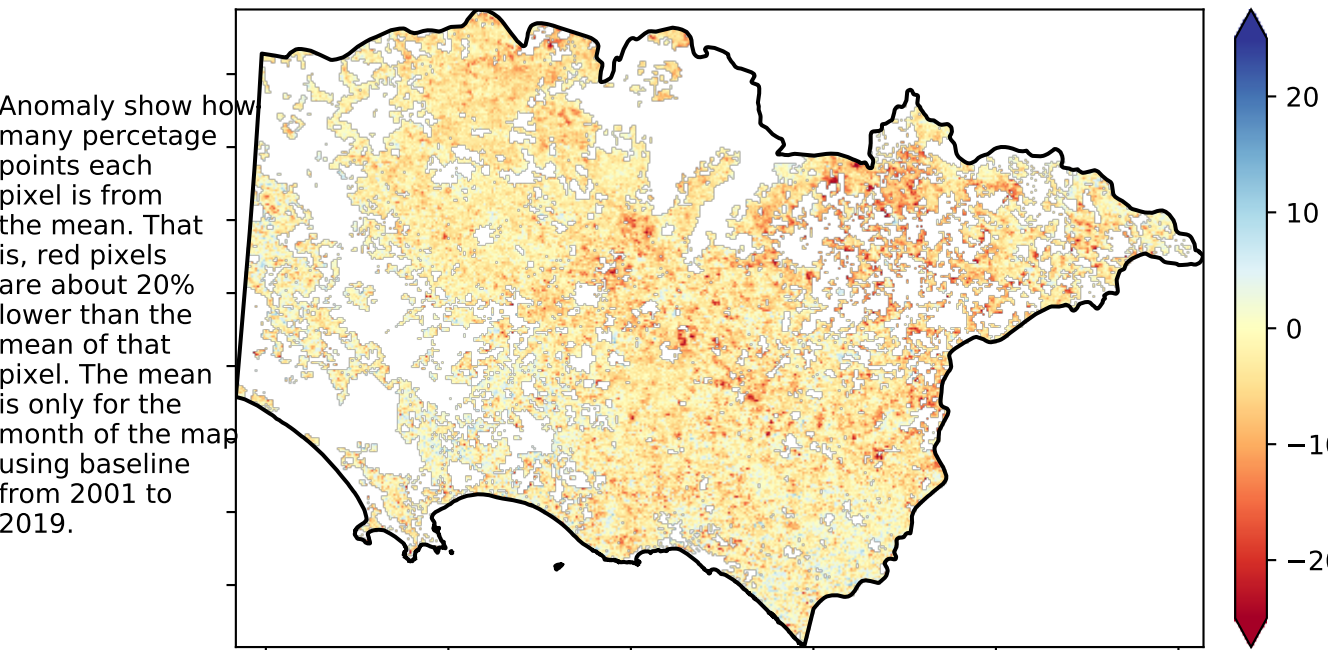 Anomaly show how
many percetage
points each
pixel is from
the mean. That
is, red pixels
are about 20%
lower than the
mean of that
pixel. The mean
is only for the
month of the map
using baseline
from 2001 to
2019.
20
10
0
−10
−20